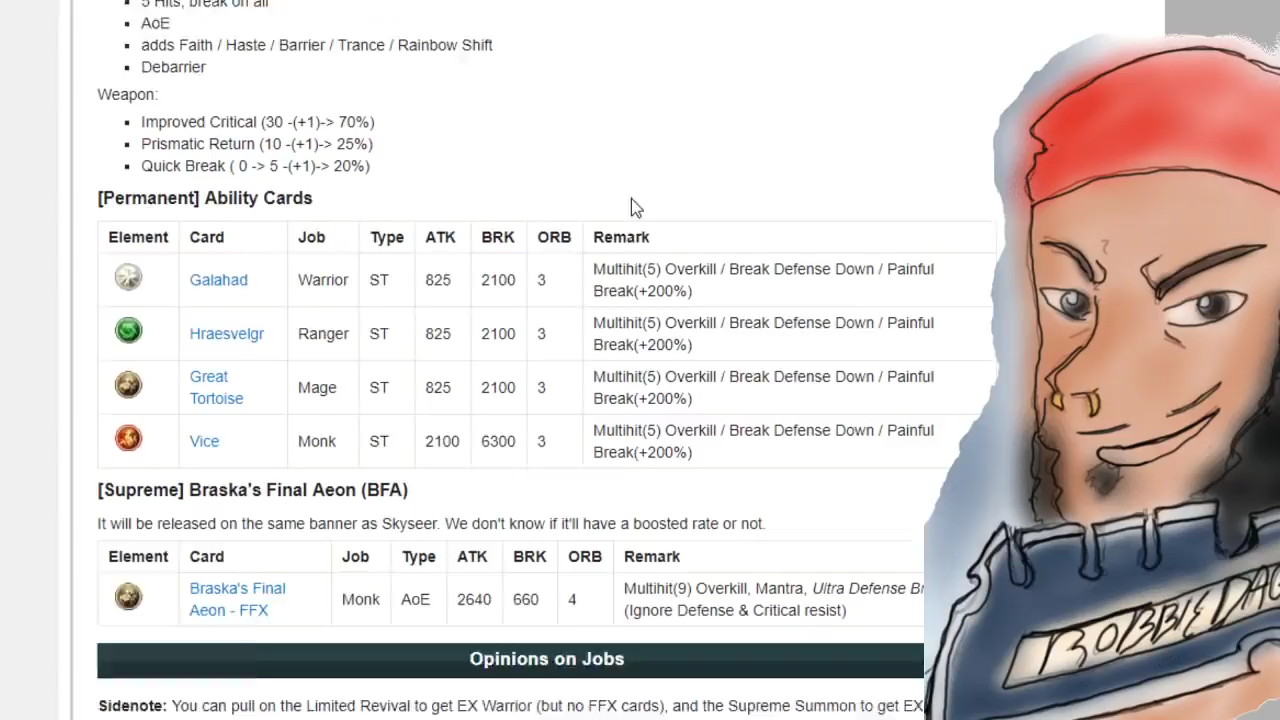 5 Hits, break on all
AoE
adds Faith / Haste / Barrier / Trance / Rainbow Shift
Debarrier
Weapon:
Improved Critical (30 -(+1)-> 70%)
Prismatic Return (10 -(+1)-> 25%)
Quick Break ( 0 -> 5 -(+1)-> 20%)
[Permanent] Ability Cards
Element Card Job Type ATK BRK ORB Remark
Galahad Warrior ST 825 2100 3 Multihit(5) Overkill / Break Defense Down / Painful
Break(+200%)
Hraesvelgr Ranger ST 825 2100 3 Multihit(5) Overkill / Break Defense Down / Painful
Break(+200%)
Great Tortoise Mage ST 825 2100 3 Multihit(5) Overkill / Break Defense Down / Painful
Break(+200%)
Vice Monk ST 2100 6300 3 Multihit(5) Overkill / Break Defense Down / Painful
Break(+200%)
[Supreme] Braska's Final Aeon (BFA)
It will be released on the same banner as Skyseer. We don't know if it'll have a boosted rate or not.
Element Card Job Type ATK BRK ORB Remark
Braska's Final Aeon - FFX Monk AoE 2640 660 4 Multihit(9) Overkill, Mantra, Ultra Defense Br
(Ignore Defense & Critical resist)
Opinions on Jobs
Sidenote: You can pull on the Limited Revival to get EX Warrior (but no FFX cards), and the Supreme Summon to get EX
BOBBIE